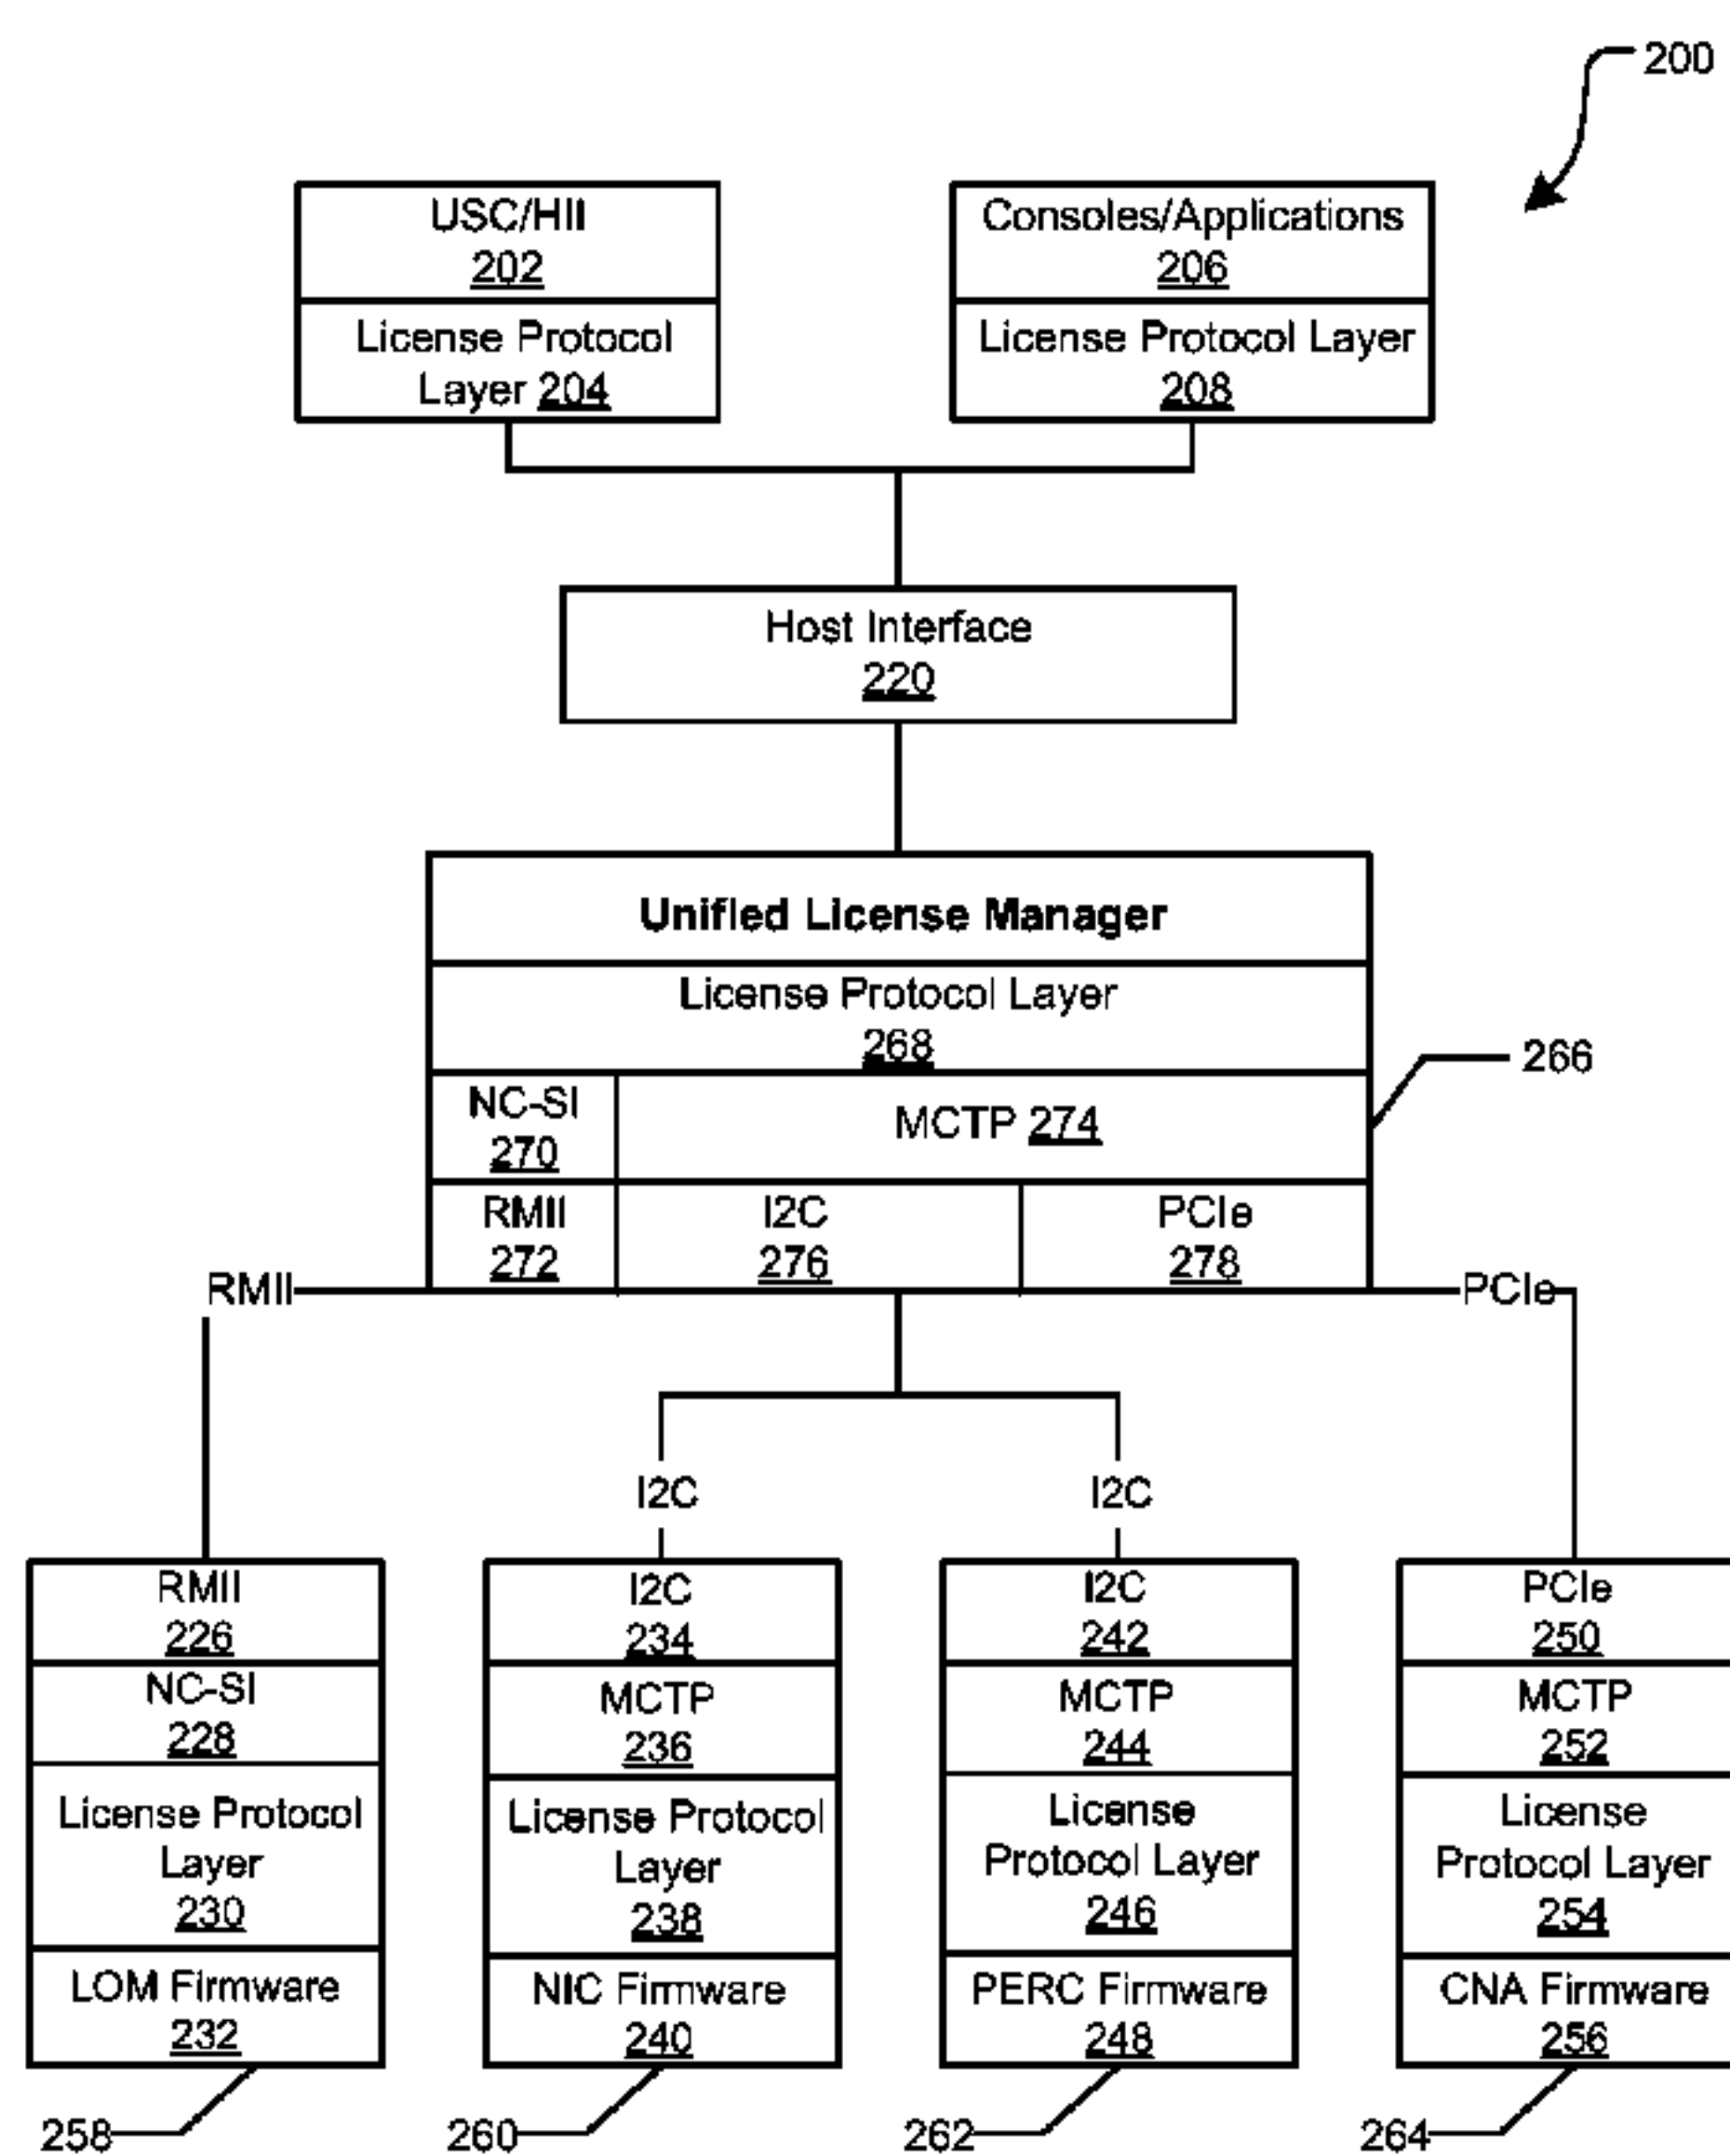 200
USC/HII
202
License Protocol
Layer 204
Consoles/Applications
206
License Protocol Layer
208
Host Interface
220
Unified License Manager
License Protocol Layer
268
266
NC-SI
270
MCTP 274
RMII
272
I2C
276
PCIe
278
RMII
PCIe
I2C
I2C
RMII
226
NC-SI
228
License Protocol
Layer
230
LOM Firmware
232
I2C
234
MCTP
236
License Protocol
Layer
238
NIC Firmware
240
I2C
242
MCTP
244
License
Protocol Layer
246
PERC Firmware
248
PCIe
250
MCTP
252
License
Protocol Layer
254
CNA Firmware
256
258
260
262
264